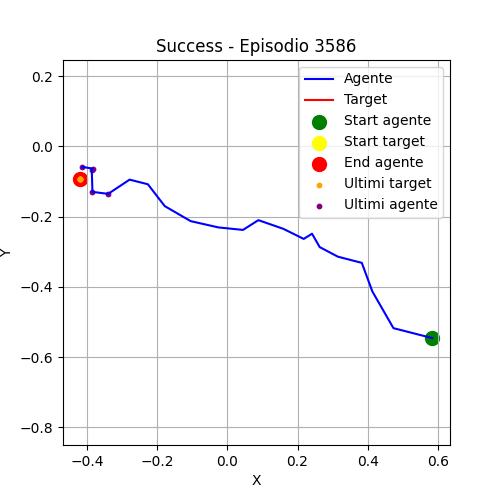 Success - Episodio 3586
Agente
Target
Start agente
Start target
End agente
Ultimi target
Ultimi agente
0.2
0.0
−0.2
−0.4
−0.6
−0.8
Y
−0.4
−0.2
0.0
0.2
0.4
0.6
X